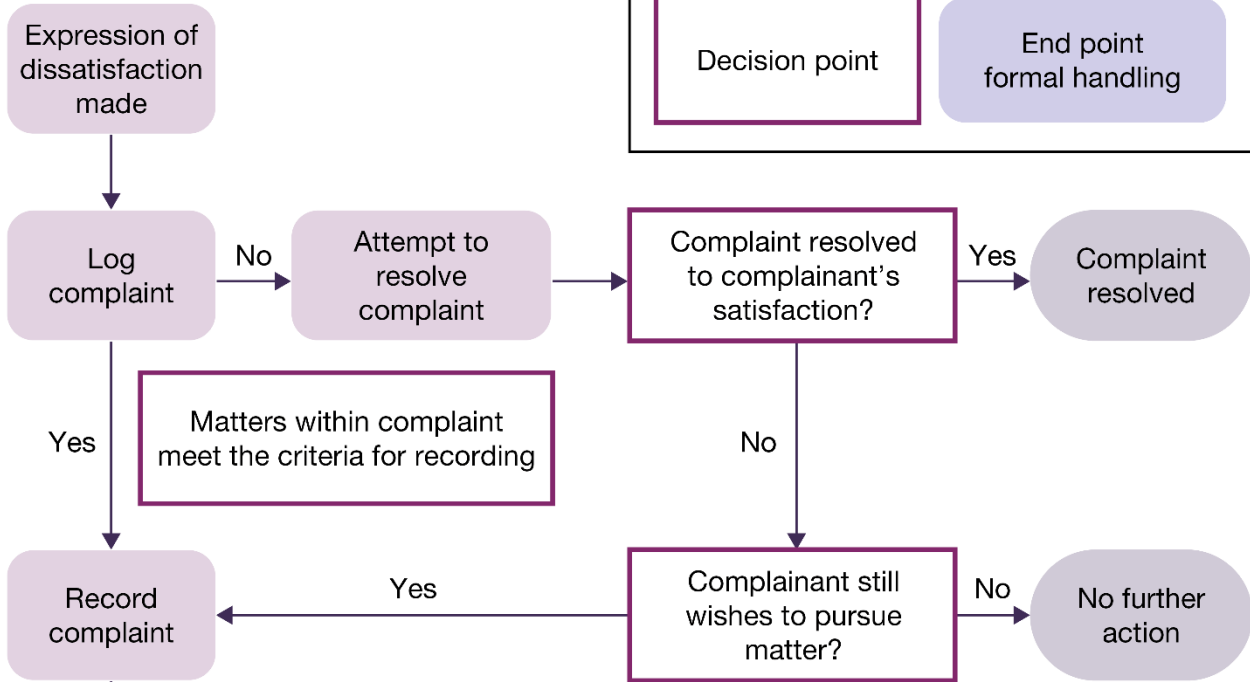 Expression of
dissatisfaction
made
Decision point
End point
formal handling
Log
complaint
No
Attempt to
resolve
complaint
Complaint resolved
to complainant’s
satisfaction?
Yes
Complaint
resolved
Yes
Matters within complaint
meet the criteria for recording
No
Record
complaint
Yes
Complainant still
wishes to pursue
matter?
No
No further
action